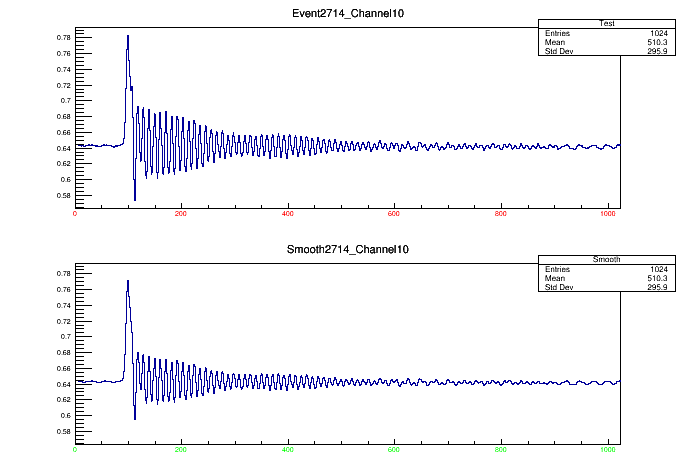 Event2714_Channel10
Test
Entries 1024
Mean 510.3
Std Dev 295.9
0.78
0.76
0.74
0.72
0.7
0.68
0.66
0.64
0.62
0.6
0.58
0 200 400 600 800 1000
Smooth2714_Channel10
Smooth
Entries 1024
Mean 510.3
Std Dev 295.9
0.78
0.76
0.74
0.72
0.7
0.68
0.66
0.64
0.62
0.6
0.58
0 200 400 600 800 1000